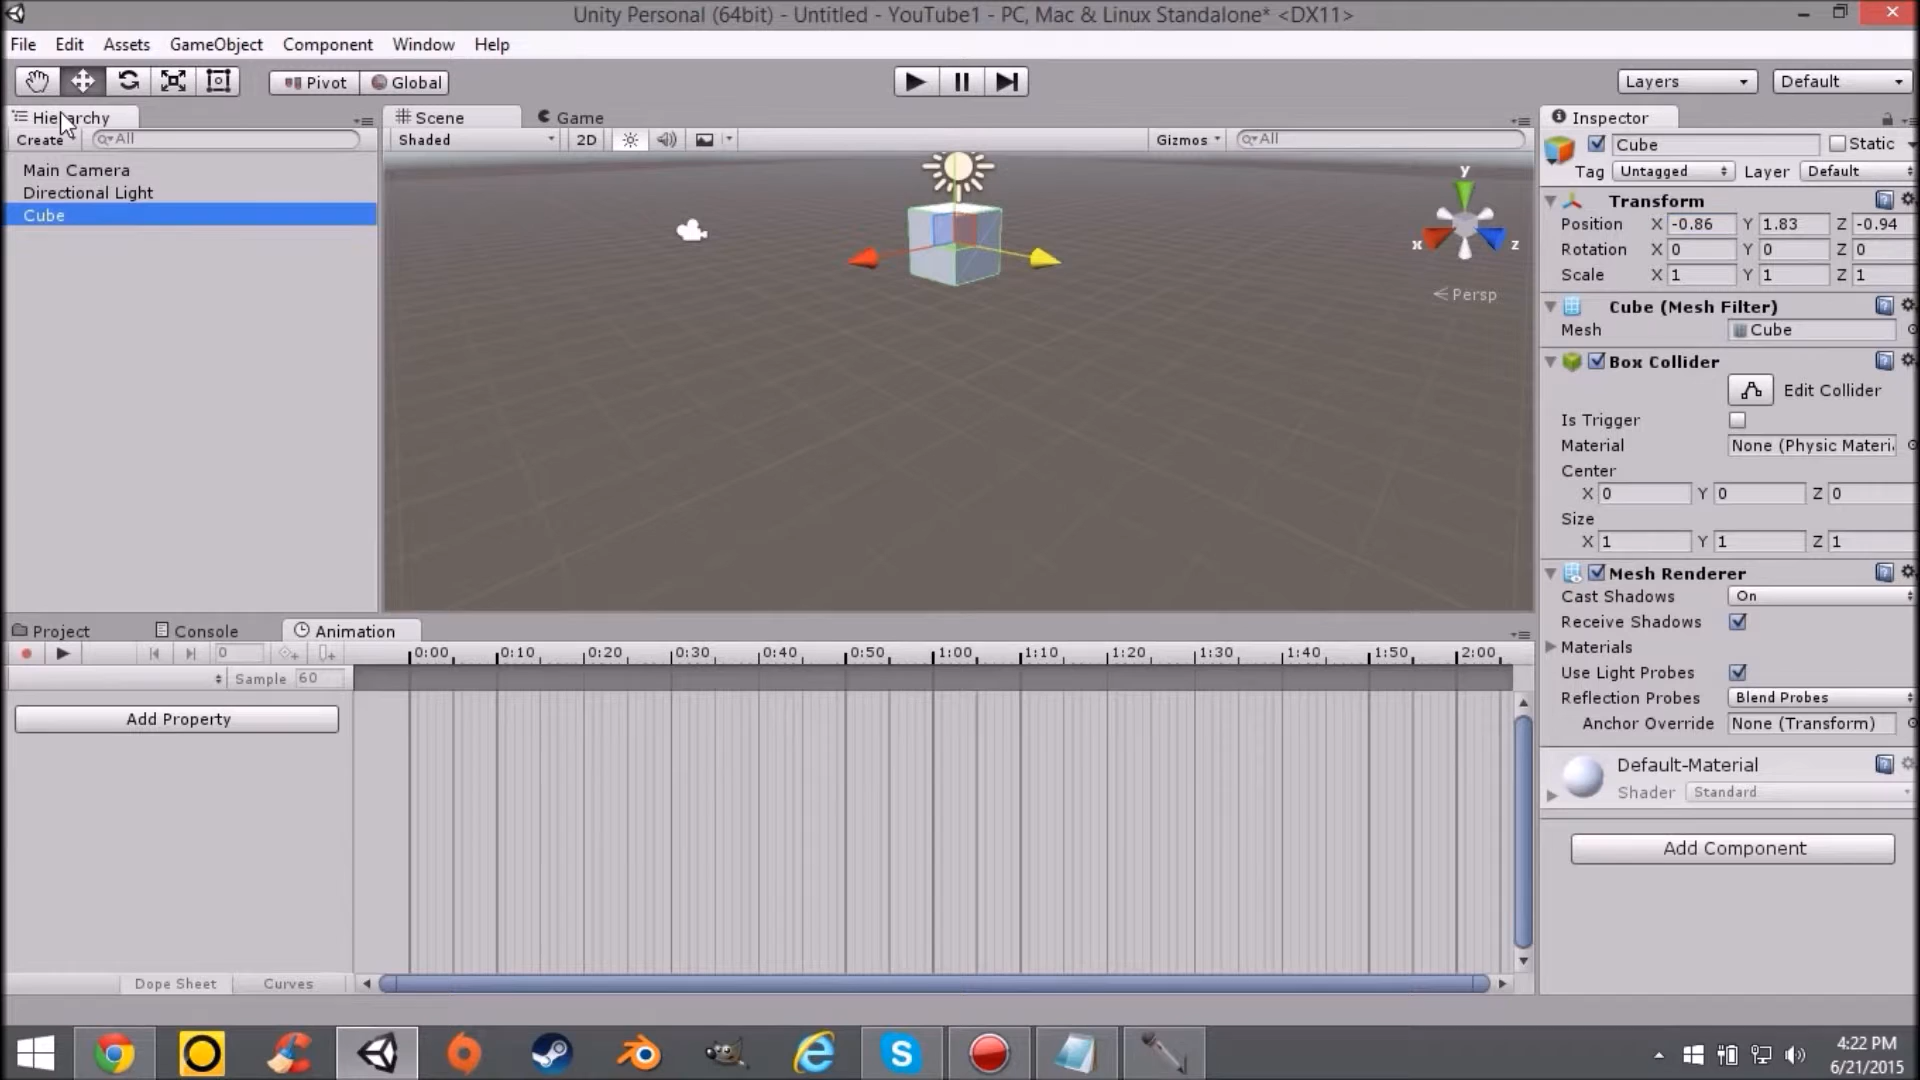 Unity Personal (64bit) - Untitled - YouTube1 - PC, Mac & Linux Standalone* <DX11>
File Edit Assets GameObject Component Window Help
Pivot Global Layers Default
Hierarchy Scene Game Inspector
Create All Shaded 2D Gizmos All
Cube Static
Tag Untagged Layer Default
Main Camera
Directional Light
Cube
y
x z
Persp
Transform
Position X -0.86 Y 1.83 Z -0.94
Rotation X 0 Y 0 Z 0
Scale X 1 Y 1 Z 1
Cube (Mesh Filter)
Mesh Cube
Box Collider
Edit Collider
Is Trigger
Material None (Physic Materi
Center
X 0 Y 0 Z 0
Size
X 1 Y 1 Z 1
Mesh Renderer
Cast Shadows On
Receive Shadows
Materials
Use Light Probes
Reflection Probes Blend Probes
Anchor Override None (Transform)
Default-Material
Shader Standard
Add Component
Project Console Animation
0 0:00 0:10 0:20 0:30 0:40 0:50 1:00 1:10 1:20 1:30 1:40 1:50 2:00
Sample 60
Add Property
Dope Sheet Curves
4:22 PM
6/21/2015